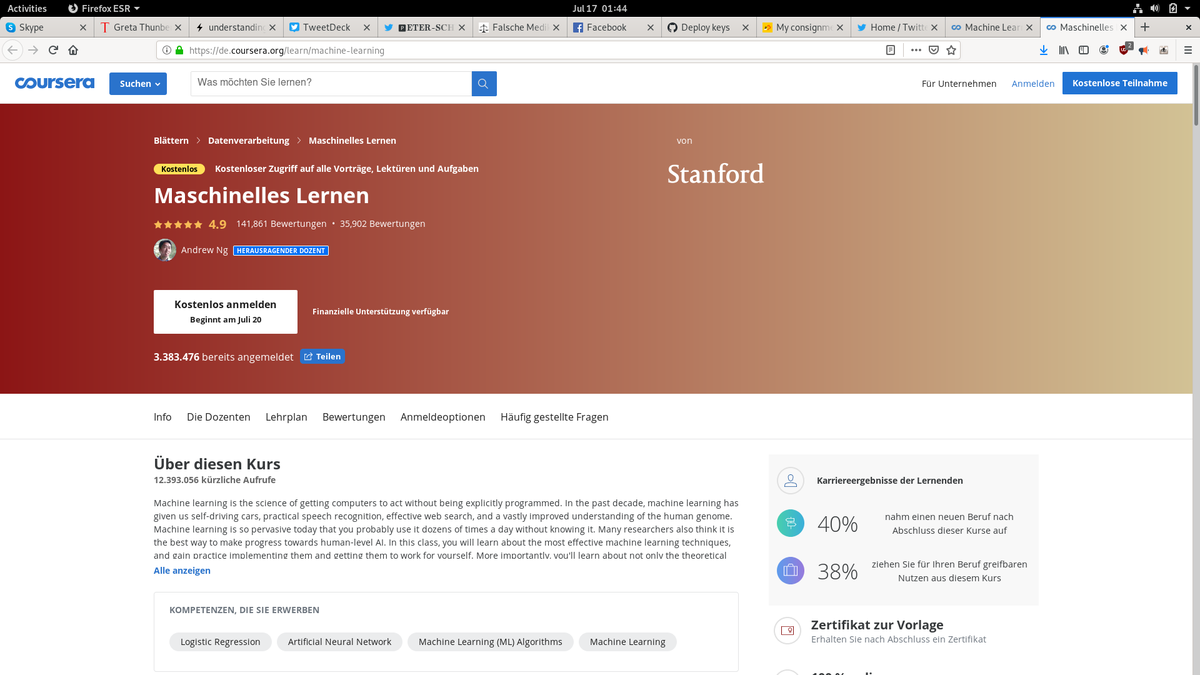 Activities Firefox ESR Jul 17 01:44
Skype Greta Thunbe understanding TweetDeck PETER-SCH Falsche Medi Facebook Deploy keys My consignme Home / Twitt Machine Lear Maschinelles
https://de.coursera.org/learn/machine-learning
coursera Suchen Was möchten Sie lernen? Für Unternehmen Anmelden Kostenlose Teilnahme
Blättern Datenverarbeitung Maschinelles Lernen
von
Stanford
Kostenlos Kostenloser Zugriff auf alle Vorträge, Lektüren und Aufgaben
Maschinelles Lernen
4.9 141,861 Bewertungen • 35,902 Bewertungen
Andrew Ng HERAUSRAGENDER DOZENT
Kostenlos anmelden
Beginnt am Juli 20
Finanzielle Unterstützung verfügbar
3.383.476 bereits angemeldet Teilen
Info Die Dozenten Lehrplan Bewertungen Anmeldeoptionen Häufig gestellte Fragen
Über diesen Kurs
12.393.056 kürzliche Aufrufe
Machine learning is the science of getting computers to act without being explicitly programmed. In the past decade, machine learning has
given us self-driving cars, practical speech recognition, effective web search, and a vastly improved understanding of the human genome.
Machine learning is so pervasive today that you probably use it dozens of times a day without knowing it. Many researchers also think it is
the best way to make progress towards human-level AI. In this class, you will learn about the most effective machine learning techniques,
and gain practice implementing them and getting them to work for yourself. More importantly, you'll learn about not only the theoretical
Alle anzeigen
KOMPETENZEN, DIE SIE ERWERBEN
Logistic Regression Artificial Neural Network Machine Learning (ML) Algorithms Machine Learning
Karriereergebnisse der Lernenden
40% nahm einen neuen Beruf nach
Abschluss dieser Kurse auf
38% ziehen Sie für Ihren Beruf greifbaren
Nutzen aus diesem Kurs
Zertifikat zur Vorlage
Erhalten Sie nach Abschluss ein Zertifikat